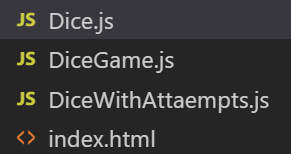 JS Dice.js
JS DiceGame.js
JS DiceWithAttaempts.js
<> index.html